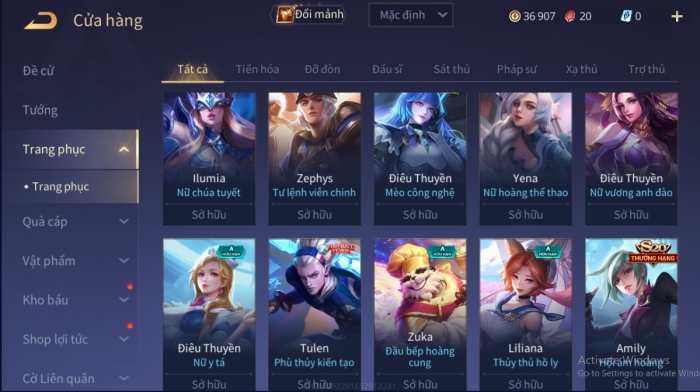 Cửa hàng
Đổi mảnh
Mặc định
36 907
20
0
Đề cử
Tướng
Trang phục
Trang phục
Quà cáp
Vật phẩm
Kho báu
Shop lợi tức
Cờ Liên quân
Tất cả Tiến hóa Đỡ đòn Đấu sĩ Sát thủ Pháp sư Xạ thủ Trợ thủ
Ilumia
Nữ chúa tuyết
Sở hữu
Zephys
Tư lệnh viễn chinh
Sở hữu
Điêu Thuyền
Mèo công nghệ
Sở hữu
Yena
Nữ hoàng thể thao
Sở hữu
Điêu Thuyền
Nữ vương anh đào
Sở hữu
HỮU HẠN
Điêu Thuyền
Nữ y tá
Sở hữu
Tulen
Phù thủy kiến tạo
Sở hữu
HỮU HẠN
Zuka
Đầu bếp hoàng
cung
Sở hữu
HỮU HẠN
Liliana
Thủy thủ hồ ly
Sở hữu
S20
THƯỞNG HẠNG
Amily
Hội ám hoàng
Sở hữu
Activate Windows
Go to Settings to activate Wind